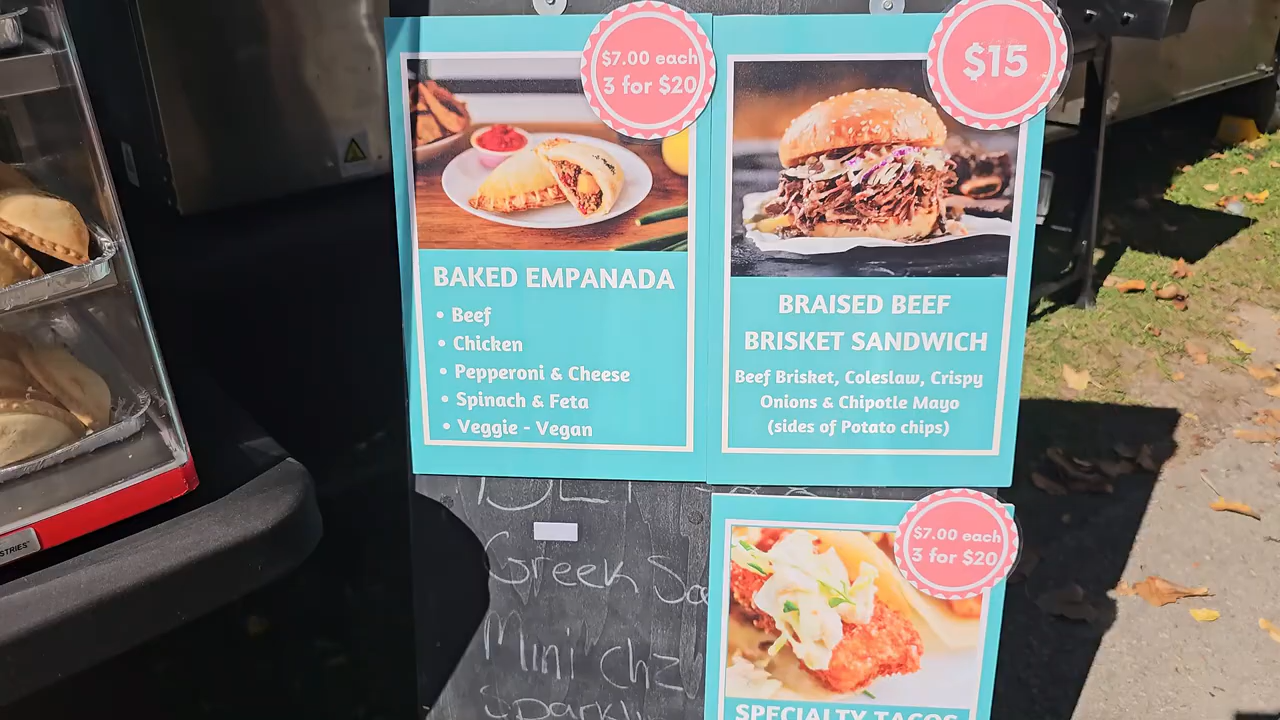 $7.00 each
3 for $20
BAKED EMPANADA
• Beef
• Chicken
• Pepperoni & Cheese
• Spinach & Feta
• Veggie - Vegan
$15
BRAISED BEEF
BRISKET SANDWICH
Beef Brisket, Coleslaw, Crispy
Onions & Chipotle Mayo
(sides of Potato chips)
$7.00 each
3 for $20
SPECIALTY TACOS
Greek
Mini
STRIES